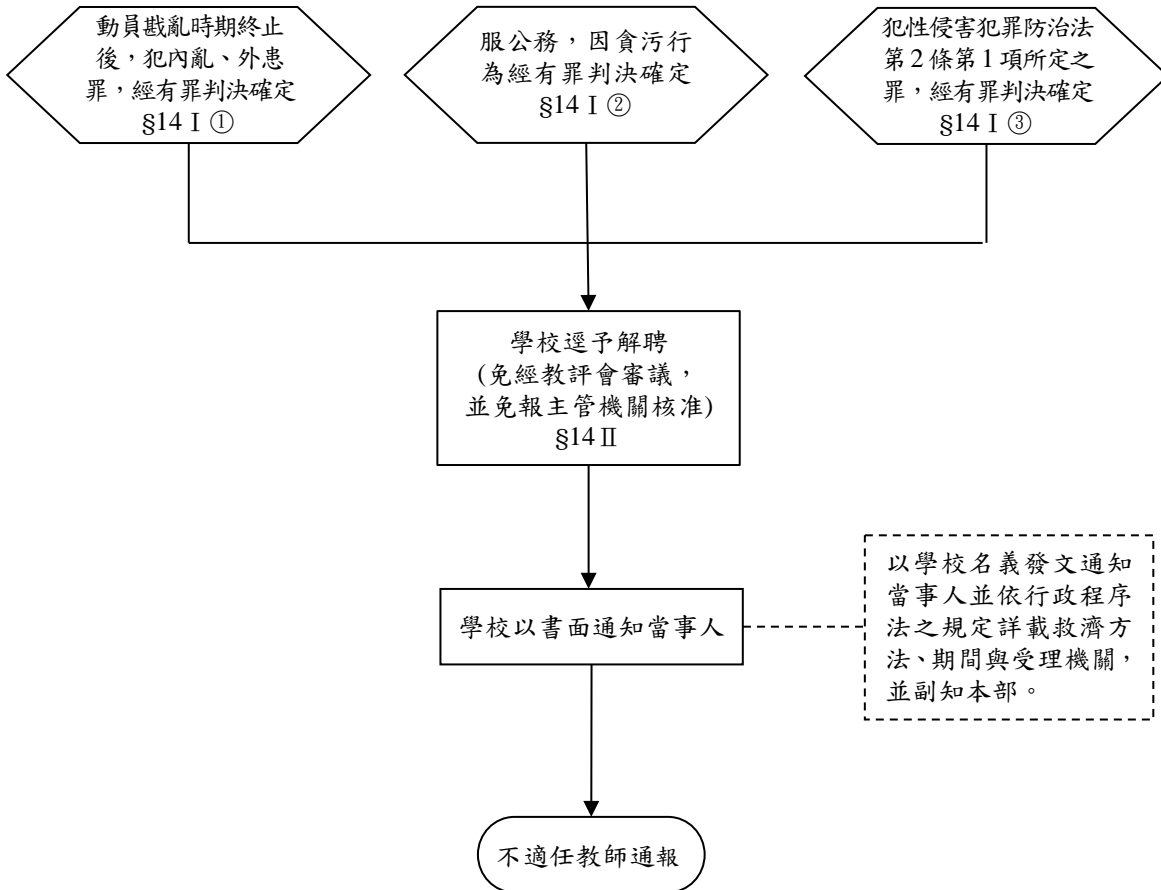 動員戡亂時期終止
後，犯內亂、外患
罪，經有罪判決確定
§14 I ①
服公務，因貪污行
為經有罪判決確定
§14 I ②
犯性侵害犯罪防治法
第 2 條第 1 項所定之
罪，經有罪判決確定
§14 I ③
學校逕予解聘
(免經教評會審議，
並免報主管機關核准)
§14 II
學校以書面通知當事人
以學校名義發文通知
當事人並依行政程序
法之規定詳載救濟方
法、期間與受理機關，
並副知本部。
不適任教師通報